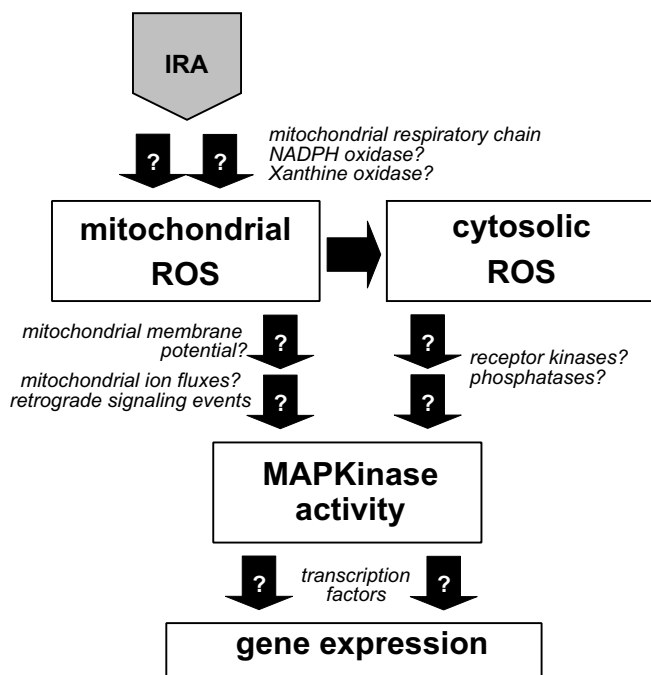 IRA
? ?
mitochondrial respiratory chain
NADPH oxidase?
Xanthine oxidase?
mitochondrial
ROS
cytosolic
ROS
mitochondrial membrane
potential?
? ?
receptor kinases?
phosphatases?
mitochondrial ion fluxes?
retrograde signaling events
? ?
MAPKinase
activity
? ?
transcription
factors
gene expression